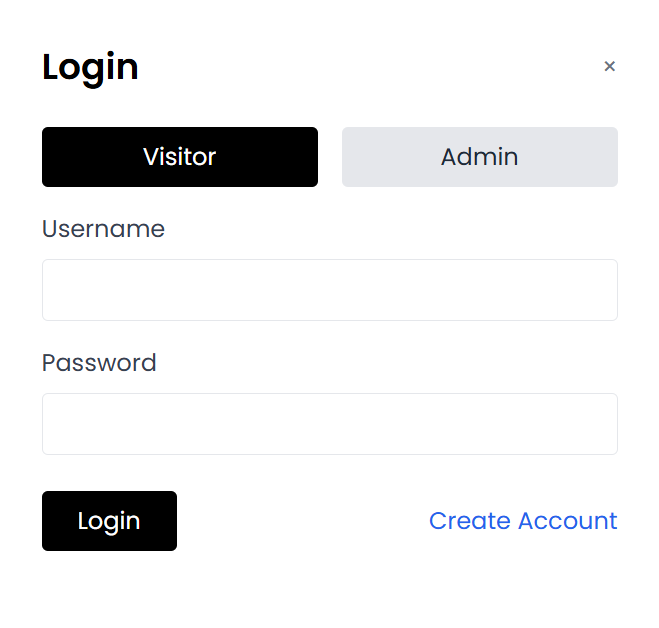 Login ×
Visitor Admin
Username
Password
Login Create Account